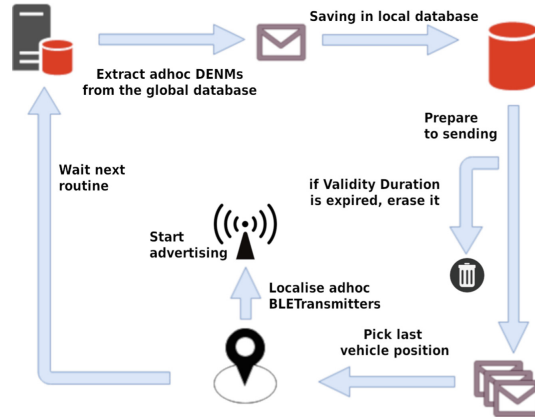 Saving in local database
Extract adhoc DENMs
from the global database
Prepare
to sending
Wait next
routine
if Validity Duration
is expired, erase it
Start
advertising
Localise adhoc
BLETransmitters
Pick last
vehicle position